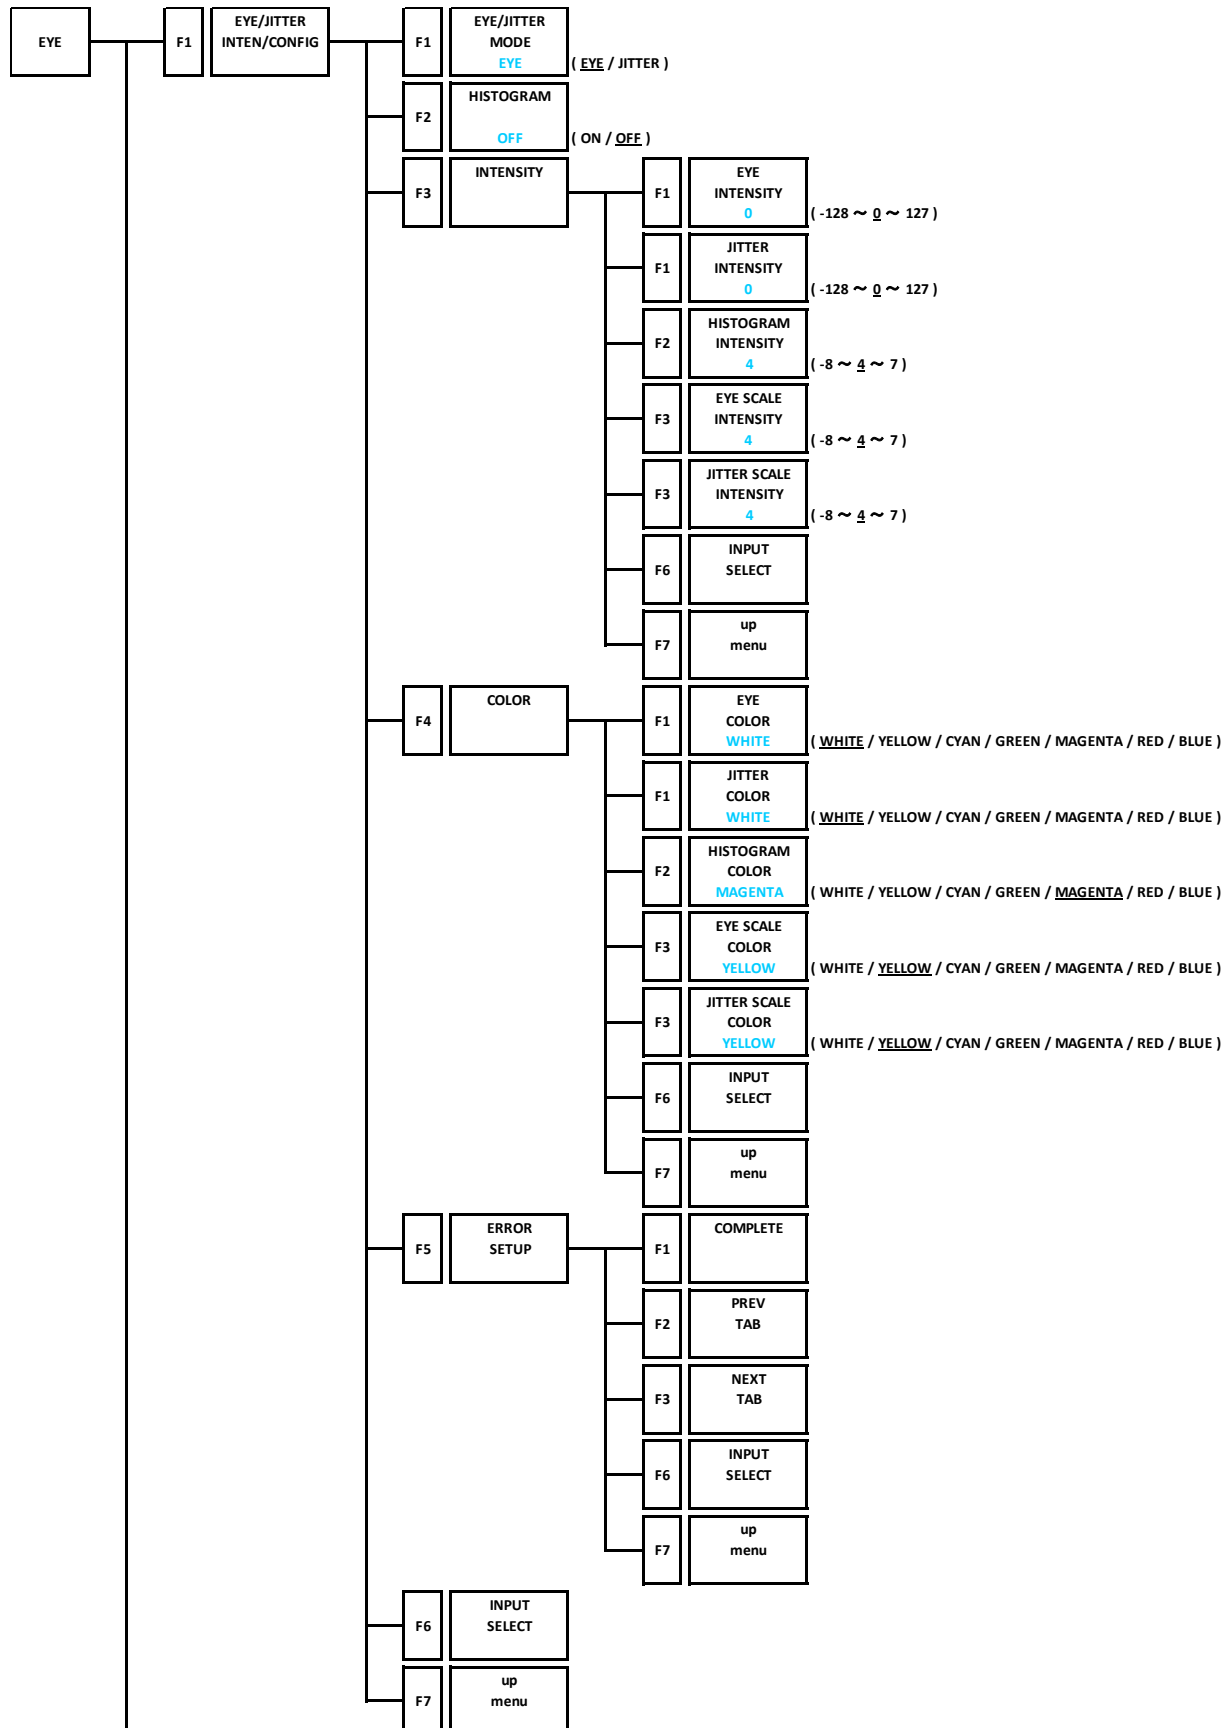 EYE
F1
EYE/JITTER
INTEN/CONFIG
F1
EYE/JITTER
MODE
EYE
( EYE / JITTER )
F2
HISTOGRAM
OFF
( ON / OFF )
F3
INTENSITY
F1
EYE
INTENSITY
0
( -128 ~ 0 ~ 127 )
F1
JITTER
INTENSITY
0
( -128 ~ 0 ~ 127 )
F2
HISTOGRAM
INTENSITY
4
( -8 ~ 4 ~ 7 )
F3
EYE SCALE
INTENSITY
4
( -8 ~ 4 ~ 7 )
F3
JITTER SCALE
INTENSITY
4
( -8 ~ 4 ~ 7 )
F6
INPUT
SELECT
F7
up
menu
F4
COLOR
F1
EYE
COLOR
WHITE
( WHITE / YELLOW / CYAN / GREEN / MAGENTA / RED / BLUE )
F1
JITTER
COLOR
WHITE
( WHITE / YELLOW / CYAN / GREEN / MAGENTA / RED / BLUE )
F2
HISTOGRAM
COLOR
MAGENTA
( WHITE / YELLOW / CYAN / GREEN / MAGENTA / RED / BLUE )
F3
EYE SCALE
COLOR
YELLOW
( WHITE / YELLOW / CYAN / GREEN / MAGENTA / RED / BLUE )
F3
JITTER SCALE
COLOR
YELLOW
( WHITE / YELLOW / CYAN / GREEN / MAGENTA / RED / BLUE )
F6
INPUT
SELECT
F7
up
menu
F5
ERROR
SETUP
F1
COMPLETE
F2
PREV
TAB
F3
NEXT
TAB
F6
INPUT
SELECT
F7
up
menu
F6
INPUT
SELECT
F7
up
menu